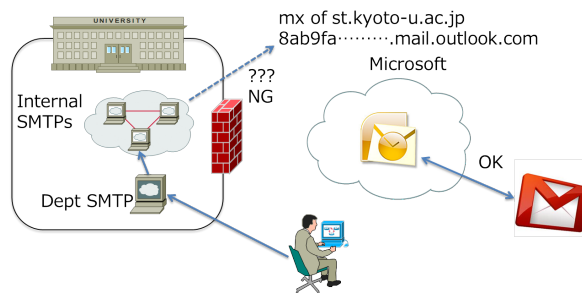 UNIVERSITY
mx of st.kyoto-u.ac.jp
8ab9fa·········.mail.outlook.com
Microsoft
???
NG
Internal
SMTPs
OK
Dept SMTP